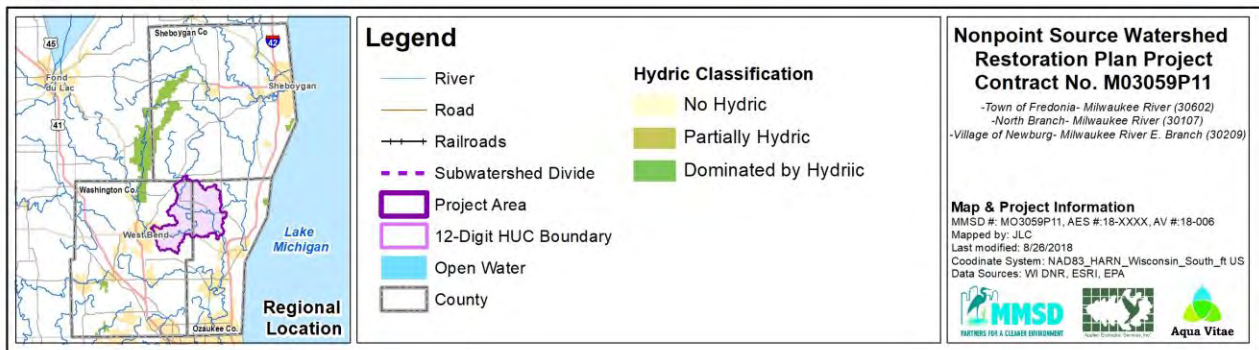 Sheboygan Co
45
42
Fond
du Lac
Sheboygan
41
Washington Co.
West Bend
Lake
Michigan
Ozaukee Co.
Regional
Location
Legend
River
Road
Railroads
Subwatershed Divide
Project Area
12-Digit HUC Boundary
Open Water
County
Hydric Classification
No Hydric
Partially Hydric
Dominated by Hydriic
Nonpoint Source Watershed
Restoration Plan Project
Contract No. M03059P11
-Town of Fredonia- Milwaukee River (30602)
-North Branch- Milwaukee River (30107)
-Village of Newburg- Milwaukee River E. Branch (30209)
Map & Project Information
MMSD #: MO3059P11, AES #:18-XXXX, AV #:18-006
Mapped by: JLC
Last modified: 8/26/2018
Coodinate System: NAD83_HARN_Wisconsin_South_ft US
Data Sources: WI DNR, ESRI, EPA
MMSD
PARTNERS FOR A CLEANER ENVIRONMENT
Applied Ecological Services, Inc.
Aqua Vitae